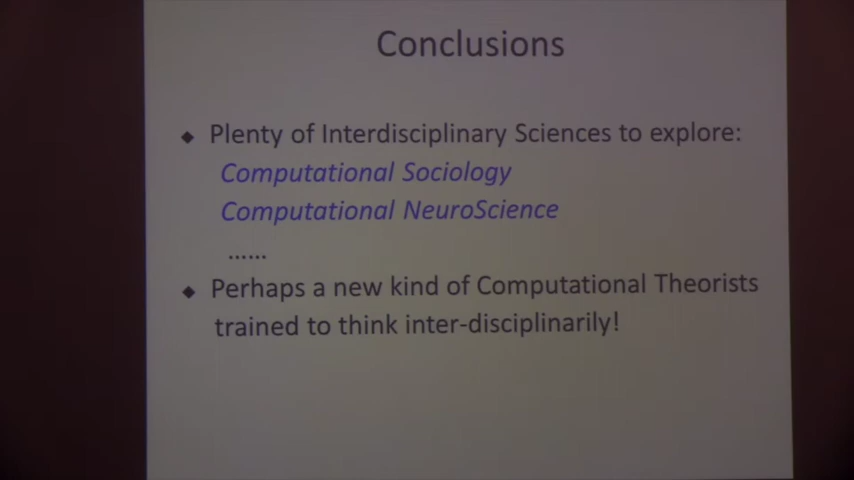 Conclusions
◆ Plenty of Interdisciplinary Sciences to explore:
Computational Sociology
Computational NeuroScience
......
◆ Perhaps a new kind of Computational Theorists
trained to think inter-disciplinarily!